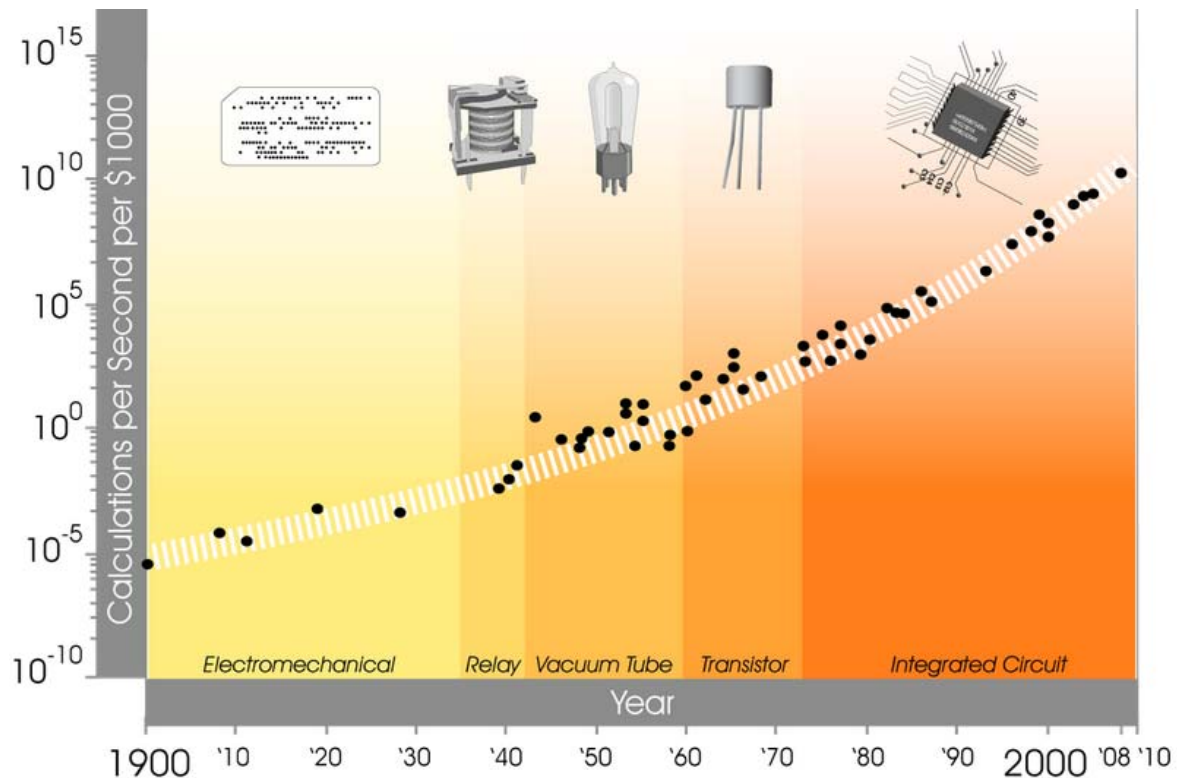 10^15
10^10
10^5
10^0
10^-5
10^-10
Calculations per Second per $1000
Electromechanical
Relay
Vacuum Tube
Transistor
Integrated Circuit
Year
1900 '10 '20 '30 '40 '50 '60 '70 '80 '90 2000 '08 '10